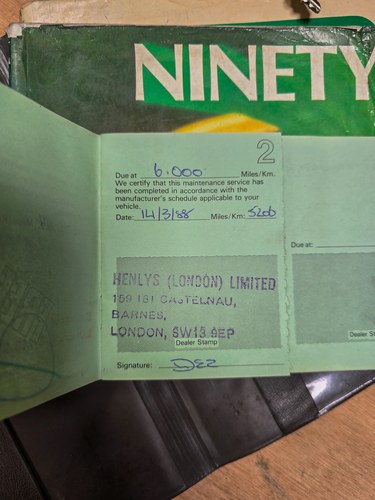 NINETY
2
Due at 6.000 Miles/Km.
We certify that this maintenance service has
been completed in accordance with the
manufacturer's schedule applicable to your
vehicle.
Date: 14/3/88 Miles/Km: 5206
HENLYS (LONDON) LIMITED
159 161 CASTELNAU,
BARNES,
LONDON, SW13 9EP
Dealer Stamp
Signature:
Due at:
Dealer St